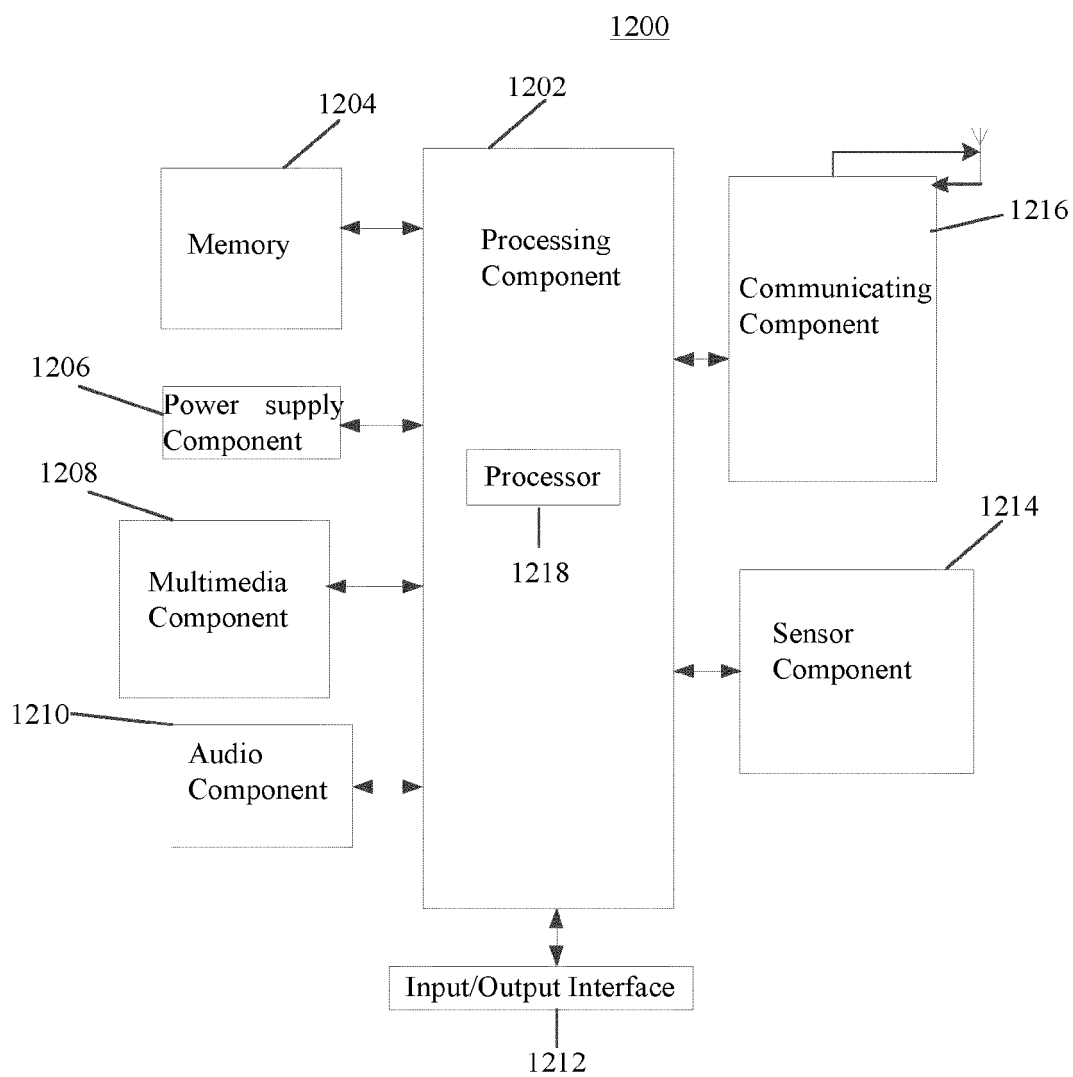 1200
1204
1202
1216
Memory
Processing
Component
Communicating
Component
1206
Power supply
Component
1208
Processor
1218
1214
Multimedia
Component
Sensor
Component
1210
Audio
Component
Input/Output Interface
1212